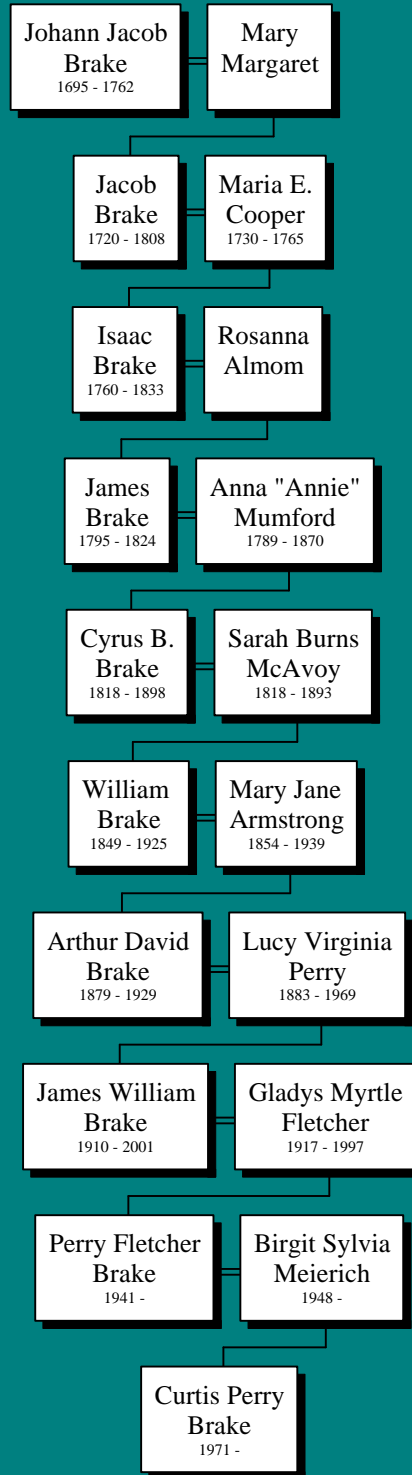 Johann Jacob
Brake
1695 - 1762
Mary
Margaret
Jacob
Brake
1720 - 1808
Maria E.
Cooper
1730 - 1765
Isaac
Brake
1760 - 1833
Rosanna
Almom
James
Brake
1795 - 1824
Anna "Annie"
Mumford
1789 - 1870
Cyrus B.
Brake
1818 - 1898
Sarah Burns
McAvoy
1818 - 1893
William
Brake
1849 - 1925
Mary Jane
Armstrong
1854 - 1939
Arthur David
Brake
1879 - 1929
Lucy Virginia
Perry
1883 - 1969
James William
Brake
1910 - 2001
Gladys Myrtle
Fletcher
1917 - 1997
Perry Fletcher
Brake
1941 -
Birgit Sylvia
Meierich
1948 -
Curtis Perry
Brake
1971 -